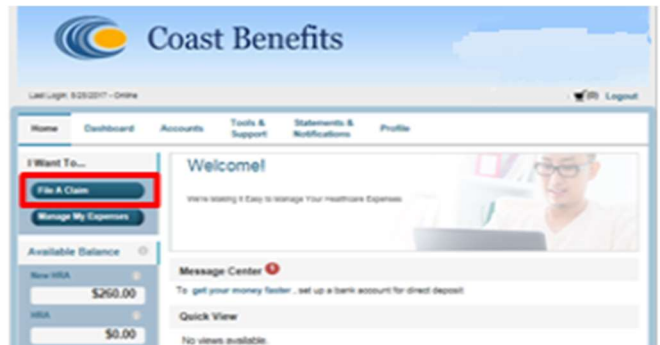 Coast Benefits
Last Login: 5/25/2017 - Online
(0) Logout
Home Dashboard Accounts Tools & Support Statements & Notifications Profile
I Want To...
File A Claim
Manage My Expenses
Available Balance
New HRA
$260.00
HRA
$0.00
Welcome!
We're Making It Easy to Manage Your Healthcare Expenses
Message Center
To get your money faster , set up a bank account for direct deposit
Quick View
No views available.